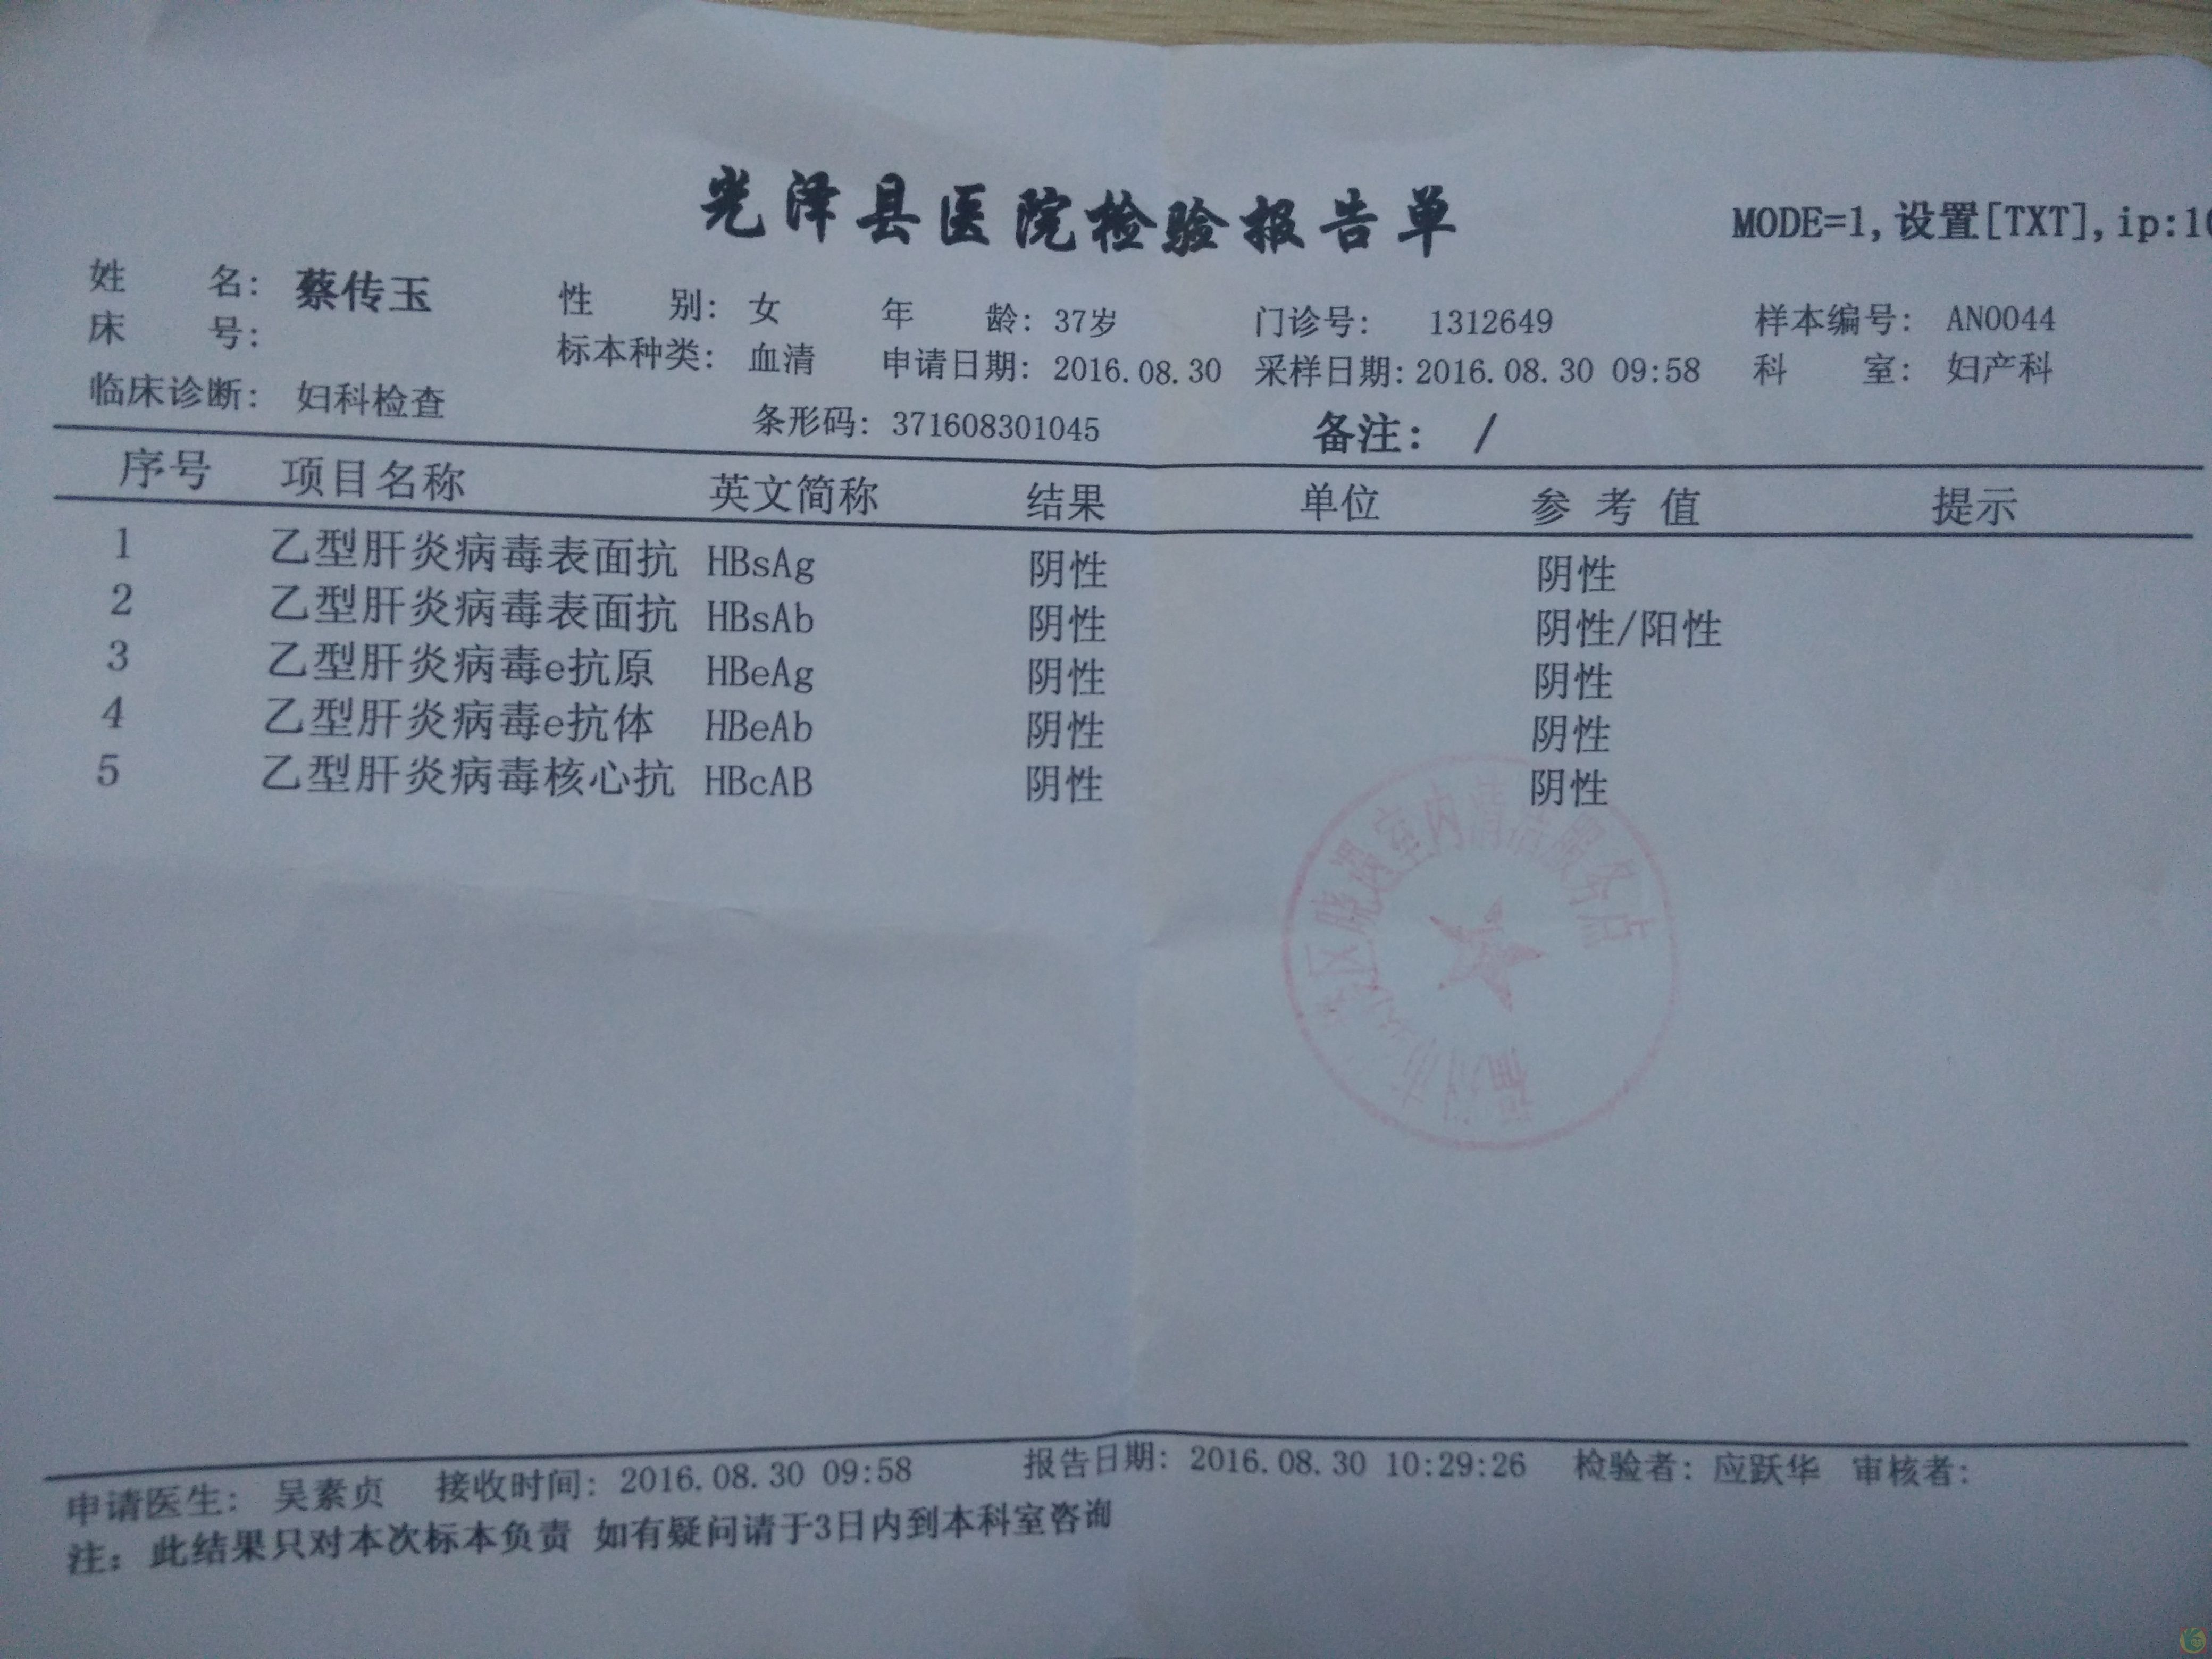 光泽县医院检验报告单
MODE=1,设置[TXT],ip:10
姓 名: 蔡传玉 性 别: 女 年 龄: 37岁 门诊号: 1312649 样本编号: AN0044
床 号: 标本种类: 血清 申请日期: 2016.08.30 采样日期: 2016.08.30 09:58 科 室: 妇产科
临床诊断: 妇科检查 条形码: 371608301045 备注: /
序号 项目名称 英文简称 结果 单位 参考值 提示
1 乙型肝炎病毒表面抗 HBsAg 阴性 阴性
2 乙型肝炎病毒表面抗 HBsAb 阴性 阴性/阳性
3 乙型肝炎病毒e抗原 HBeAg 阴性 阴性
4 乙型肝炎病毒e抗体 HBeAb 阴性 阴性
5 乙型肝炎病毒核心抗 HBcAB 阴性 阴性
区晓 室内清洁服务店
申请医生: 吴素贞 接收时间: 2016.08.30 09:58 报告日期: 2016.08.30 10:29:26 检验者: 应跃华 审核者:
注: 此结果只对本次标本负责 如有疑问请于3日内到本科室咨询